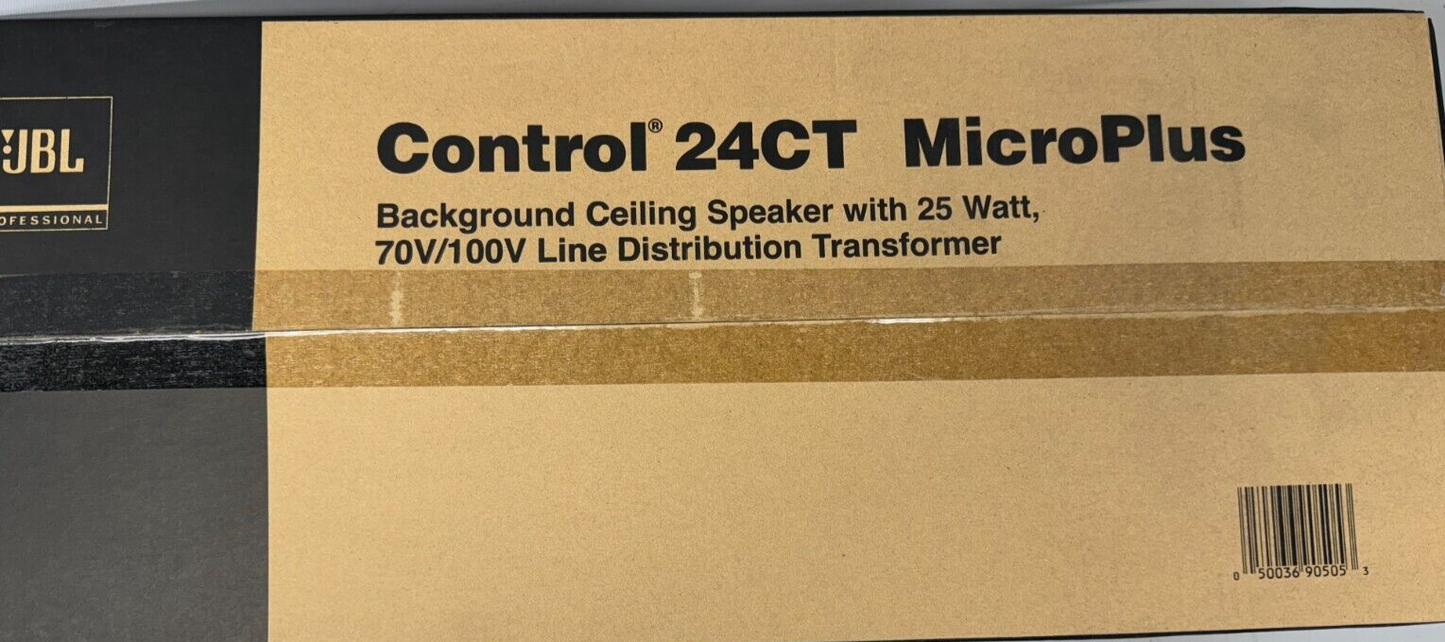 JBL
OFESSIONAL
Control® 24CT MicroPlus
Background Ceiling Speaker with 25 Watt,
70V/100V Line Distribution Transformer
0 50036 90505 3